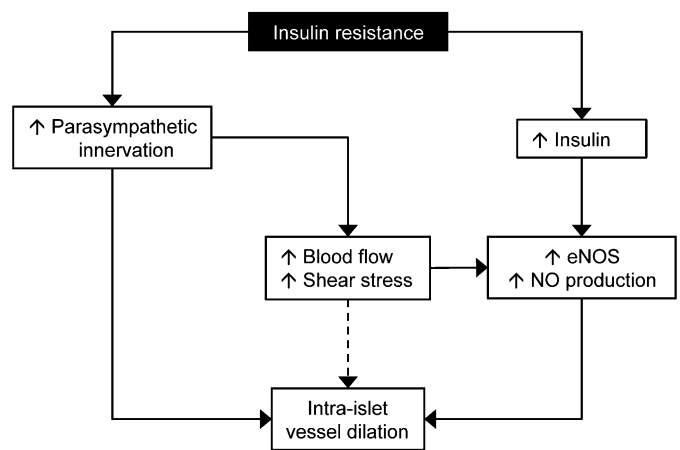 Insulin resistance
↑ Parasympathetic
innervation
↑ Insulin
↑ Blood flow
↑ Shear stress
↑ eNOS
↑ NO production
Intra-islet
vessel dilation